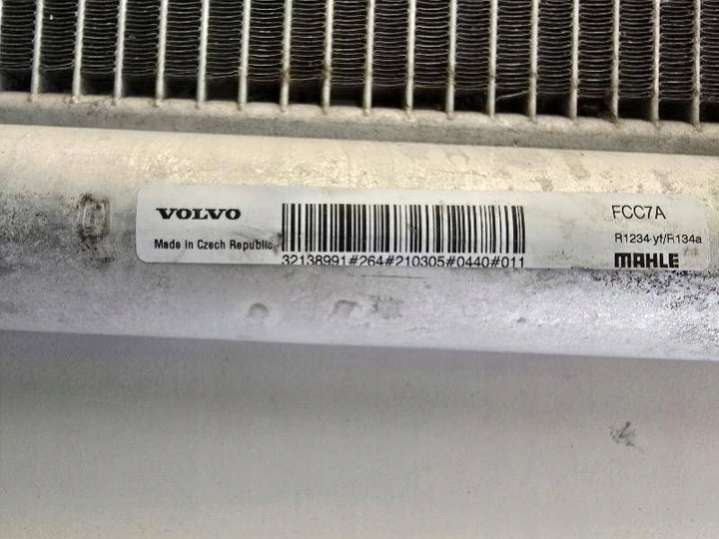 VOLVO
Made in Czech Republic
32138991#264#210305#0440#011
FCC7A
R1234 yf/R134a
MAHLE